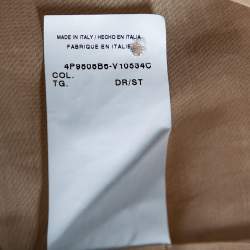 MADE IN ITALY / HECHO EN ITALIA
FABRIQUE EN ITALIE
4P9606B6-V10534C
COL.
TG. DR/ST